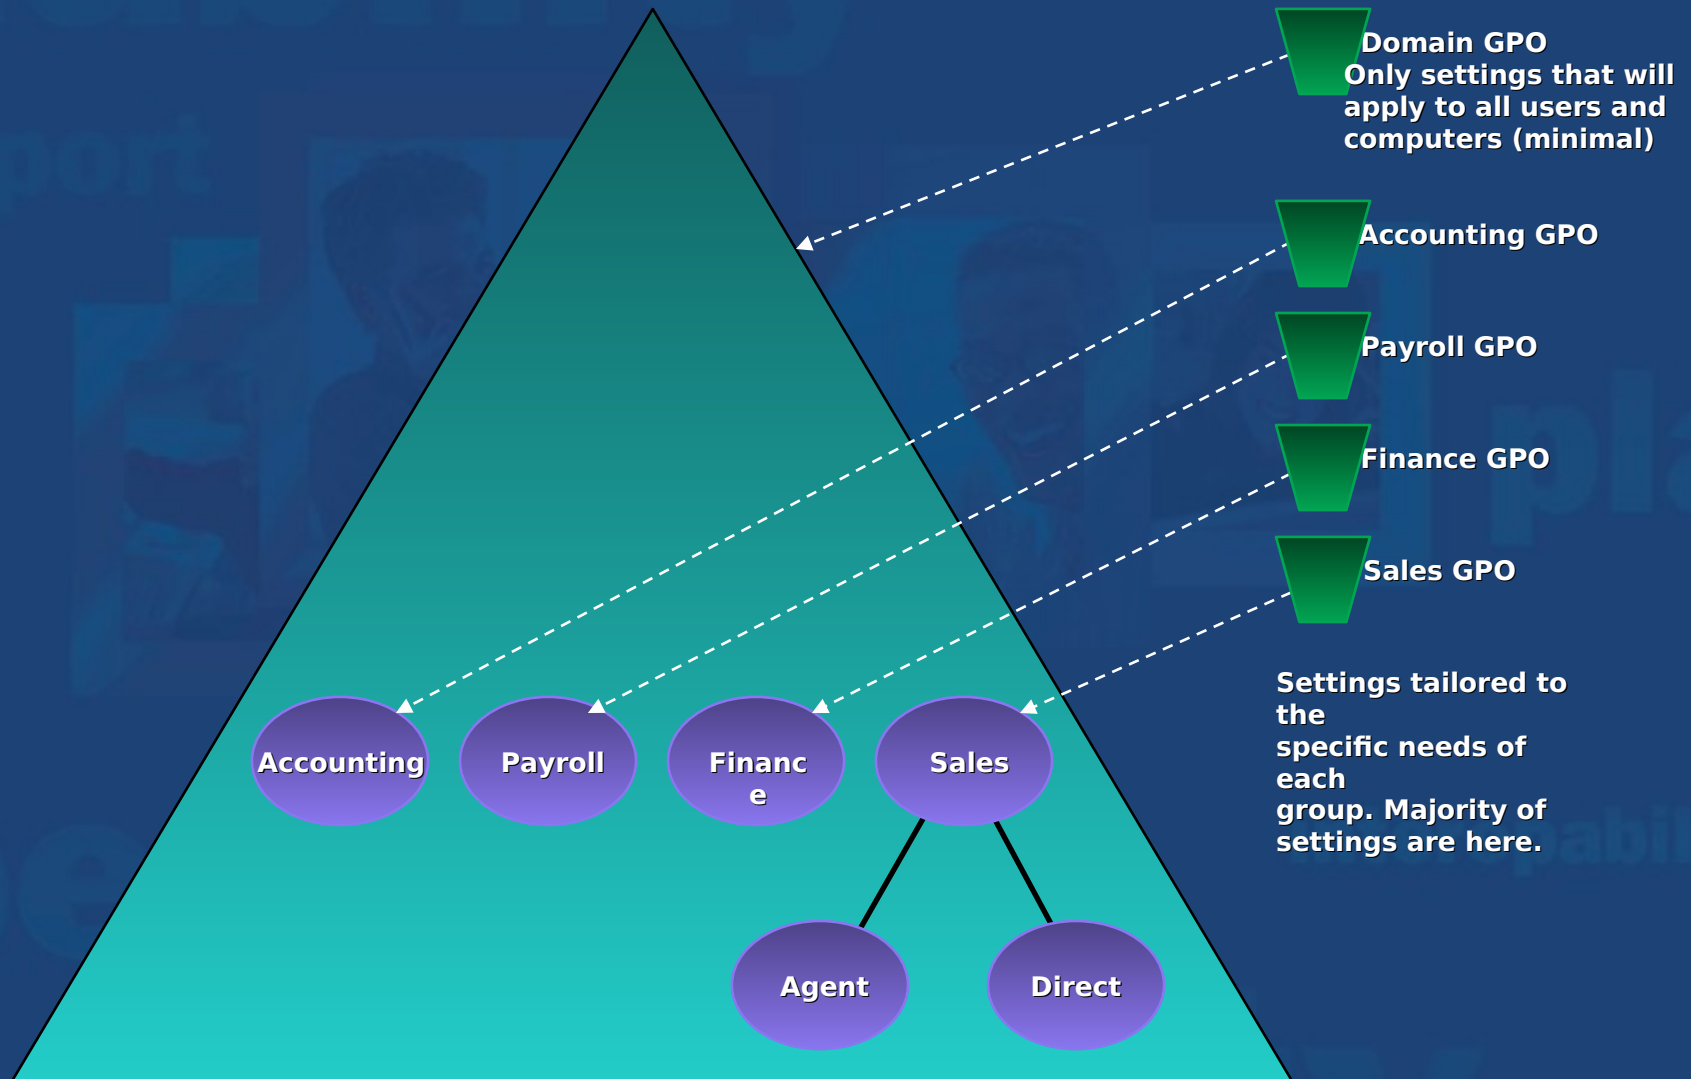 Domain GPO
Only settings that will
apply to all users and
computers (minimal)
Accounting GPO
Payroll GPO
Finance GPO
Sales GPO
Settings tailored to
the
specific needs of
each
group. Majority of
settings are here.
Accounting
Payroll
Financ
e
Sales
Agent
Direct